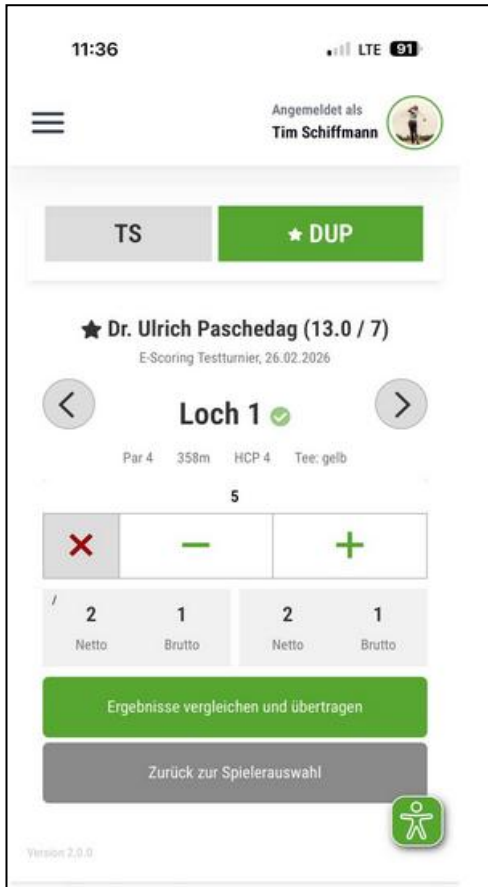 11:36 LTE 91
Angemeldet als
Tim Schiffmann
TS DUP
Dr. Ulrich Paschedag (13.0 / 7)
E-Scoring Testturnier, 26.02.2026
Loch 1
Par 4 358m HCP 4 Tee: gelb
5
/
2 1 2 1
Netto Brutto Netto Brutto
Ergebnisse vergleichen und übertragen
Zurück zur Spielerauswahl
Version 2.0.0